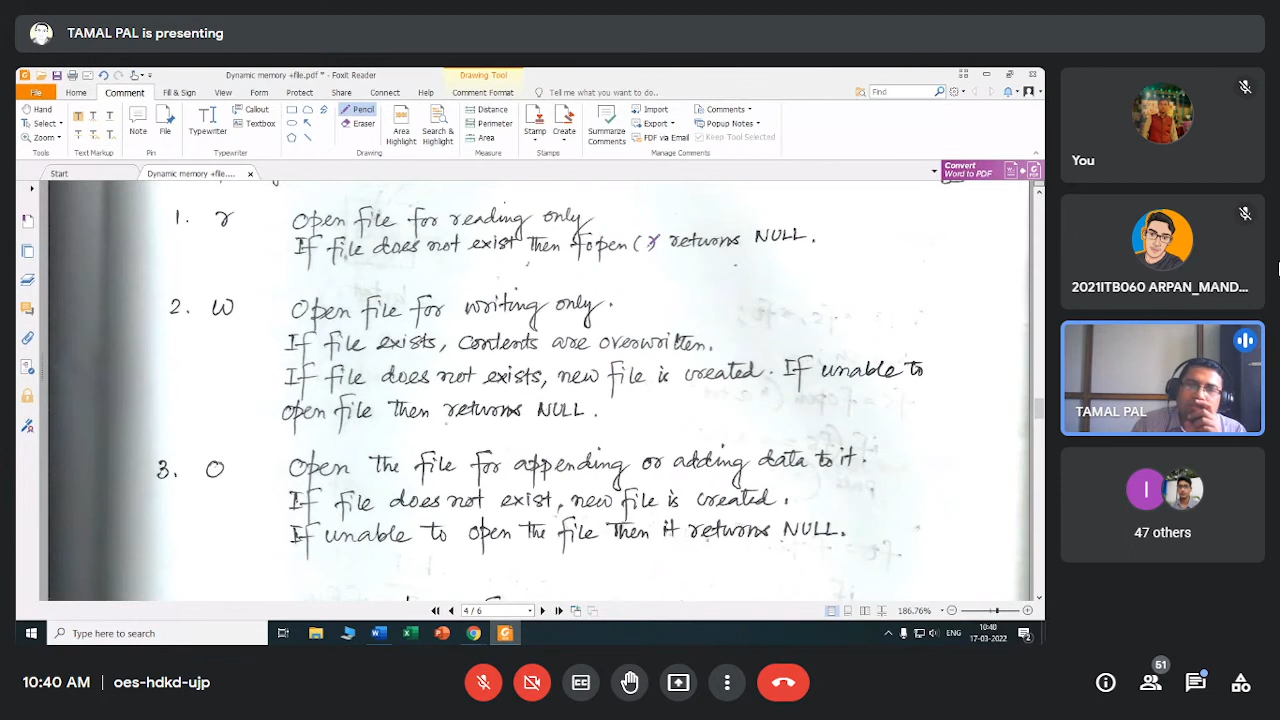 TAMAL PAL is presenting
Dynamic memory +file.pdf * - Foxit Reader
Drawing Tool
File Home Comment Fill & Sign View Form Protect Share Connect Help Comment Format Tell me what you want to do.. Find
Hand
Select
Zoom
Tools
Text Markup
Note
File
Pin
Typewriter
Callout
Textbox
Typewriter
Pencil
Eraser
Drawing
Area Highlight
Search & Highlight
Distance
Perimeter
Area
Measure
Stamp
Create
Stamps
Summarize Comments
Import
Export
FDF via Email
Comments
Popup Notes
Keep Tool Selected
Manage Comments
Start
Dynamic memory +file....
Convert Word to PDF
1. r Open file for reading only
If file does not exist then fopen() returns NULL.
2. W Open file for writing only.
If file exists, contents are overwritten.
If file does not exists, new file is created. If unable to
open file then returns NULL.
3. O Open the file for appending or adding data to it.
If file does not exist, new file is created.
If unable to open the file then it returns NULL.
4 / 6
186.76%
Type here to search
ENG
10:40
17-03-2022
You
2021ITB060 ARPAN_MAND...
TAMAL PAL
I
47 others
10:40 AM | oes-hdkd-ujp
51